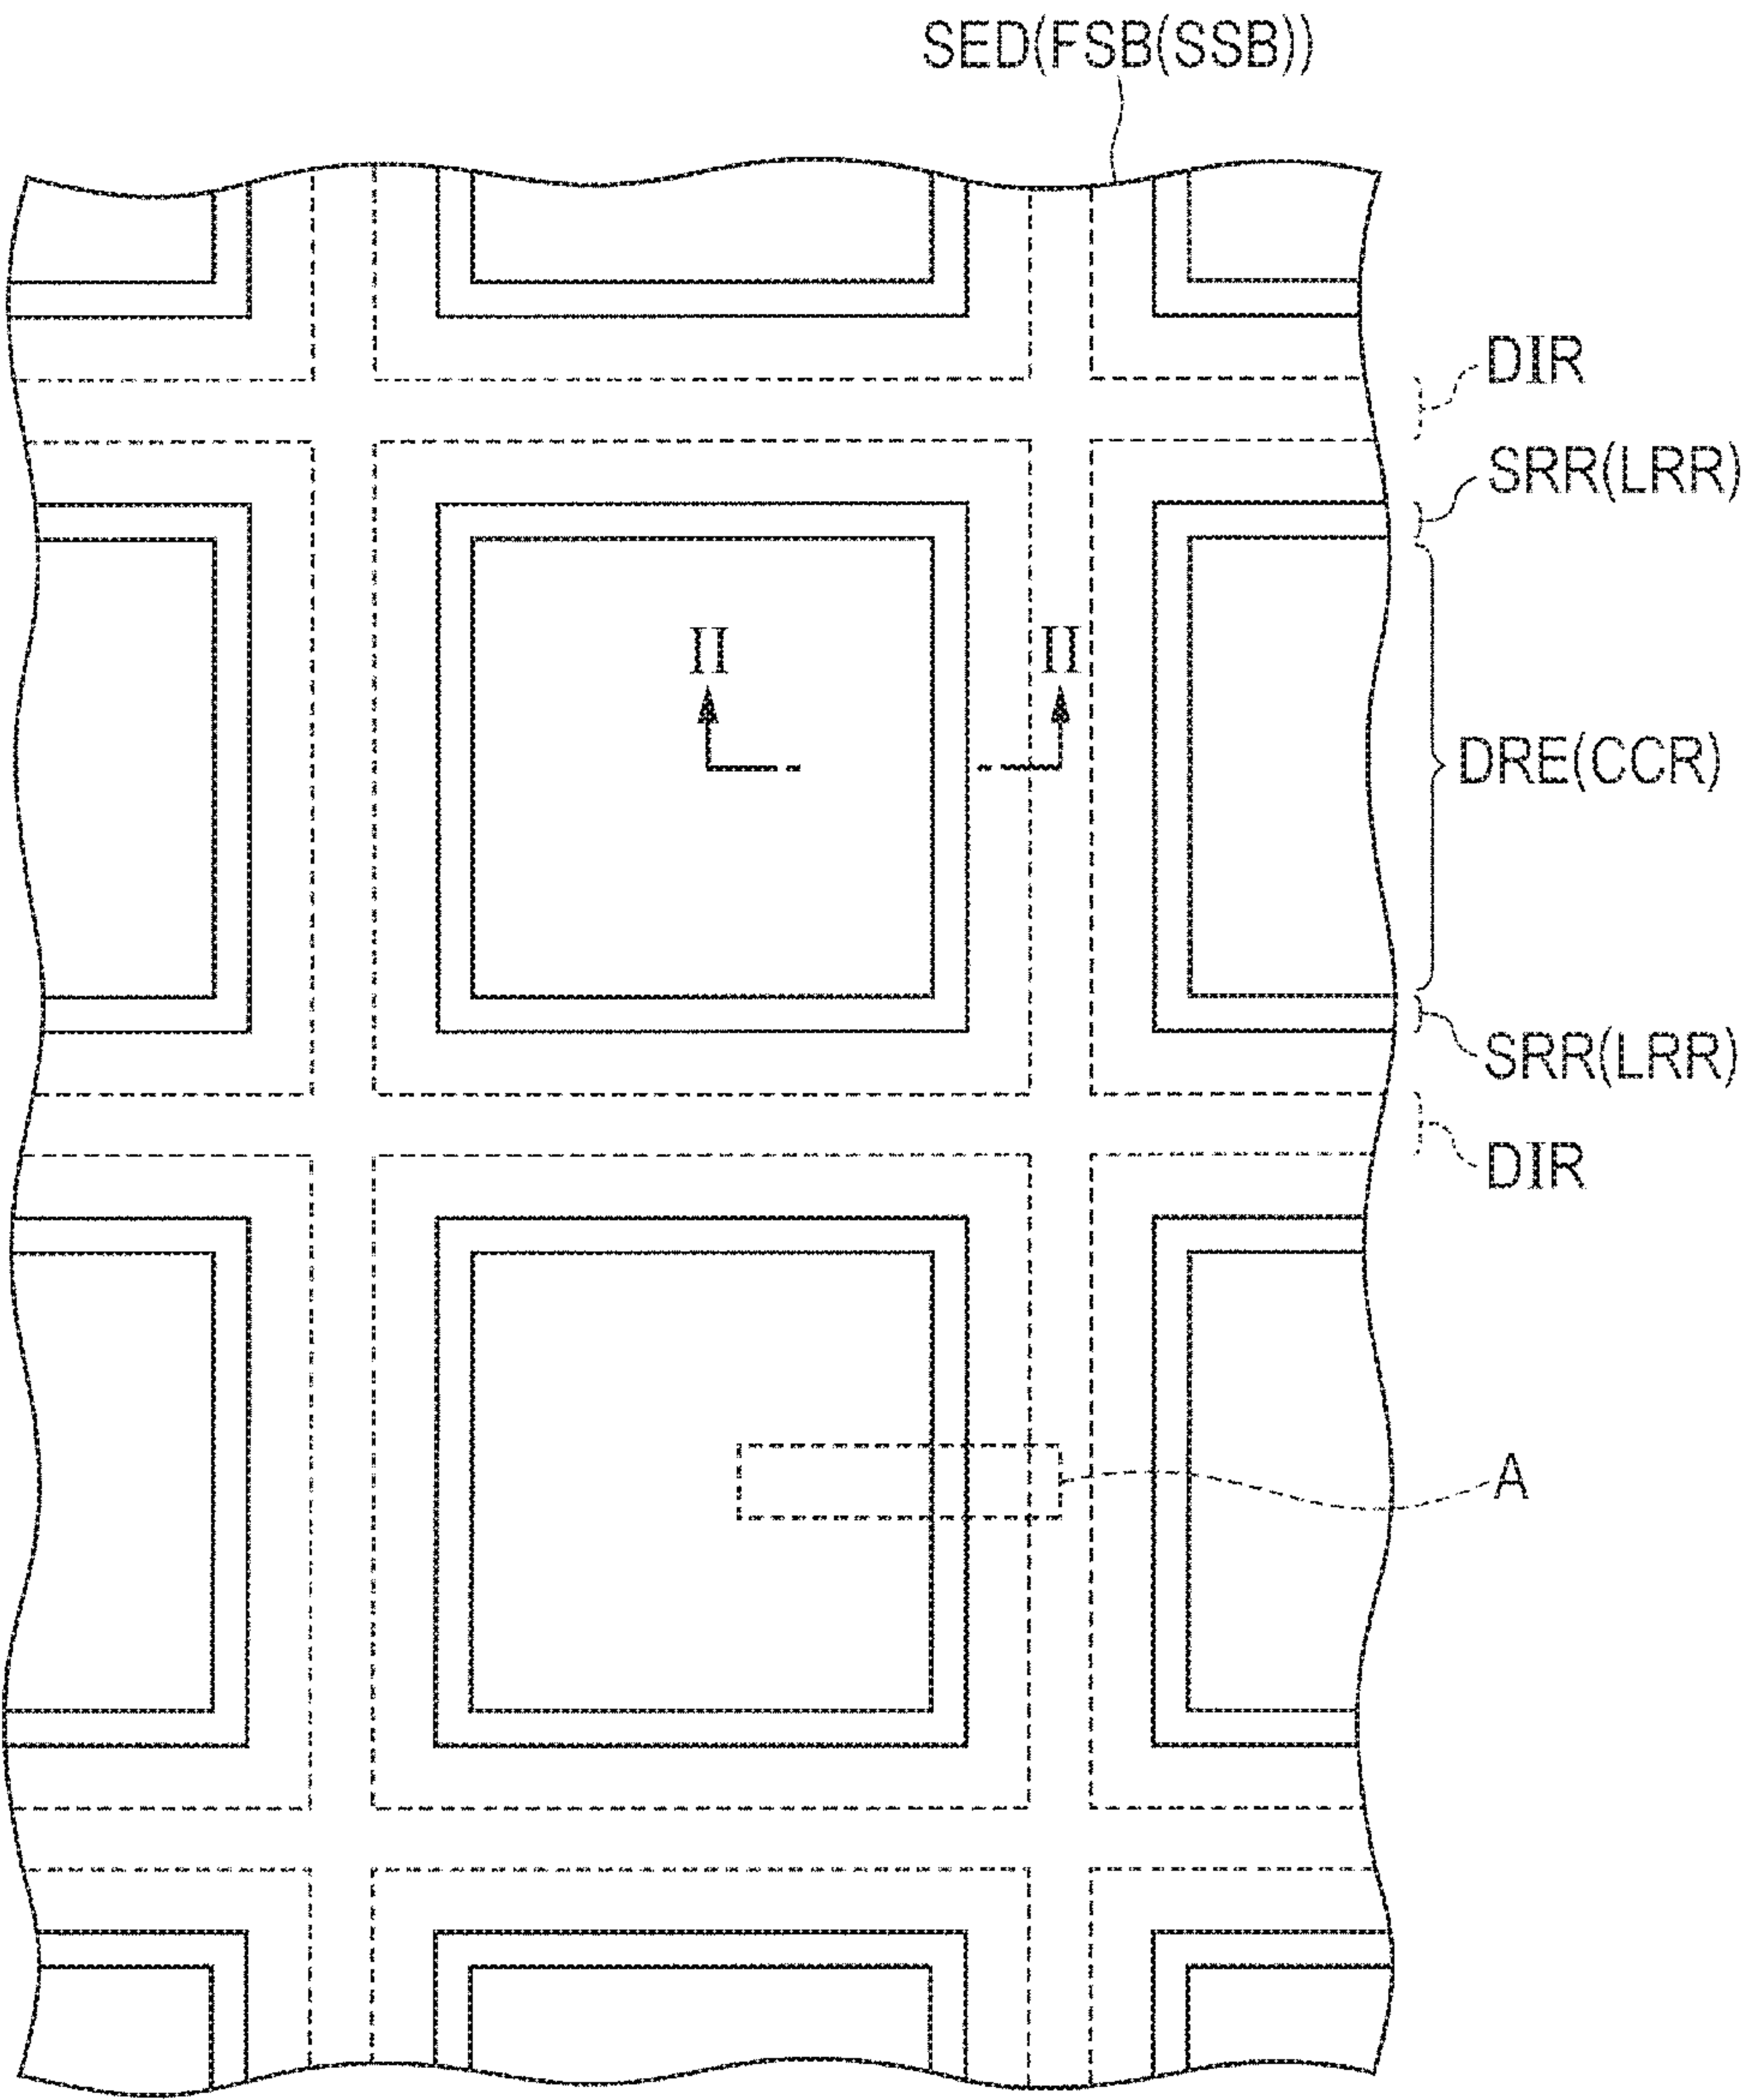 SED(FSB(SSB))
DIR
SRR(LRR)
II II
DRE(CCR)
SRR(LRR)
DIR
A